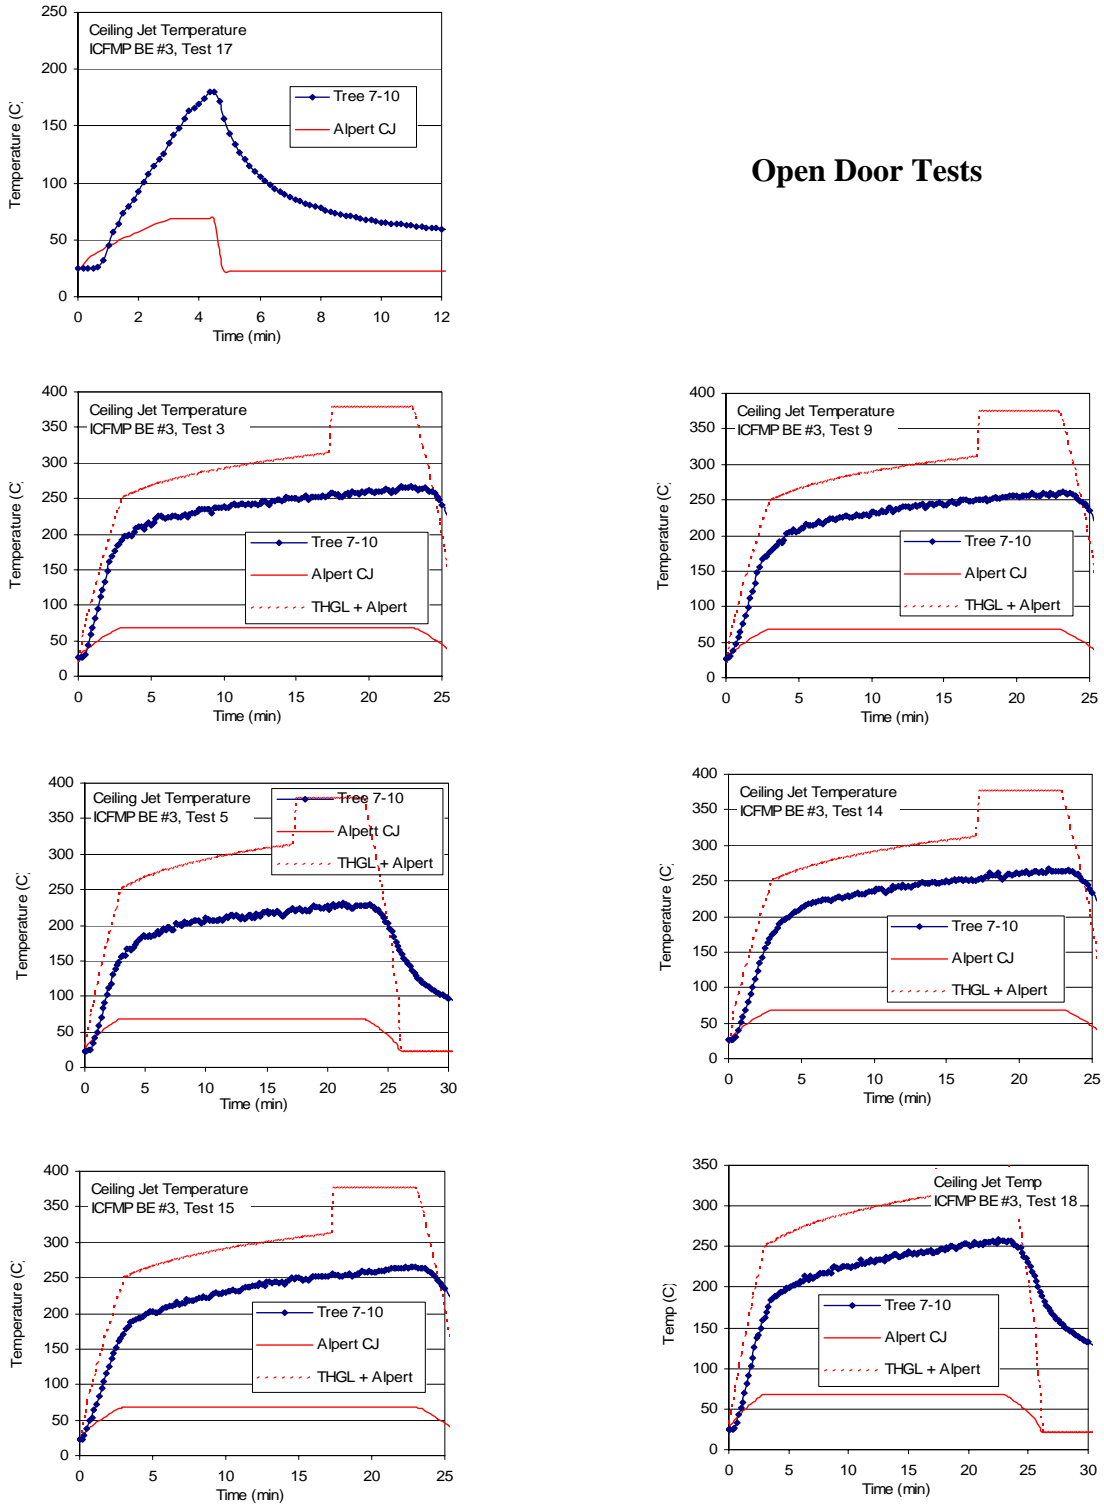 Ceiling Jet Temperature
ICFMP BE #3, Test 17
Temperature (C)
250
200
150
100
50
0
Tree 7-10
Alpert CJ
0 2 4 6 8 10 12
Time (min)
Open Door Tests
Ceiling Jet Temperature
ICFMP BE #3, Test 3
Temperature (C)
400
350
300
250
200
150
100
50
0
Tree 7-10
Alpert CJ
THGL + Alpert
0 5 10 15 20 25
Time (min)
Ceiling Jet Temperature
ICFMP BE #3, Test 9
Temperature (C)
400
350
300
250
200
150
100
50
0
Tree 7-10
Alpert CJ
THGL + Alpert
0 5 10 15 20 25
Time (min)
Ceiling Jet Temperature
ICFMP BE #3, Test 5
Temperature (C)
400
350
300
250
200
150
100
50
0
Tree 7-10
Alpert CJ
THGL + Alpert
0 5 10 15 20 25 30
Time (min)
Ceiling Jet Temperature
ICFMP BE #3, Test 14
Temperature (C)
400
350
300
250
200
150
100
50
0
Tree 7-10
Alpert CJ
THGL + Alpert
0 5 10 15 20 25
Time (min)
Ceiling Jet Temperature
ICFMP BE #3, Test 15
Temperature (C)
400
350
300
250
200
150
100
50
0
Tree 7-10
Alpert CJ
THGL + Alpert
0 5 10 15 20 25
Time (min)
Ceiling Jet Temp
ICFMP BE #3, Test 18
Temp (C)
350
300
250
200
150
100
50
0
Tree 7-10
Alpert CJ
THGL + Alpert
0 5 10 15 20 25 30
Time (min)